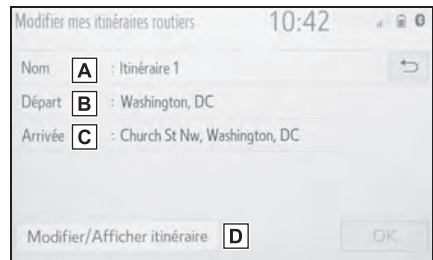 Modifier mes itinéraires routiers 10:42
Nom A : Itinéraire 1
Départ B : Washington, DC
Arrivée C : Church St Nw, Washington, DC
Modifier/Afficher itinéraire D OK